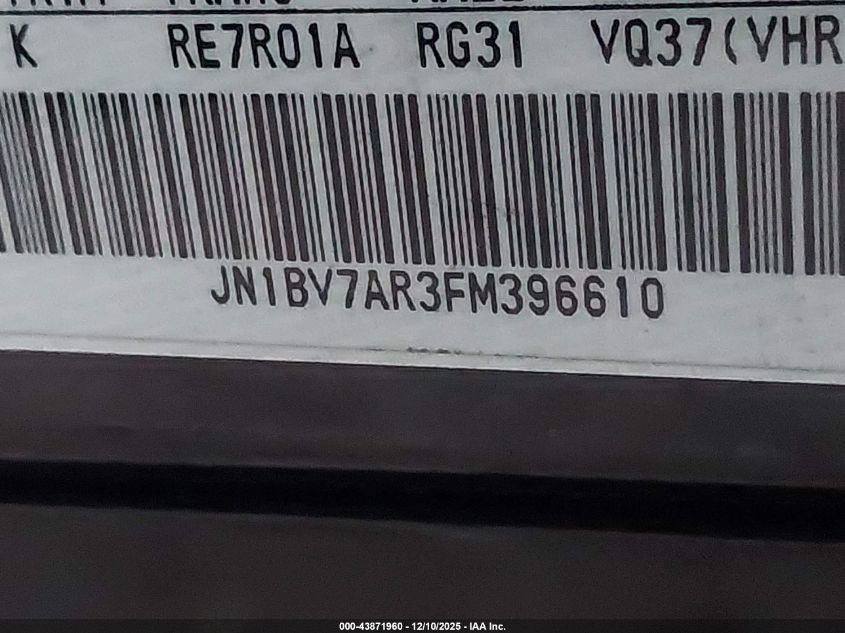 K RE7R01A RG31 VQ37(VHR
JN1BV7AR3FM396610
000-43871960 - 12/10/2025 - IAA Inc.